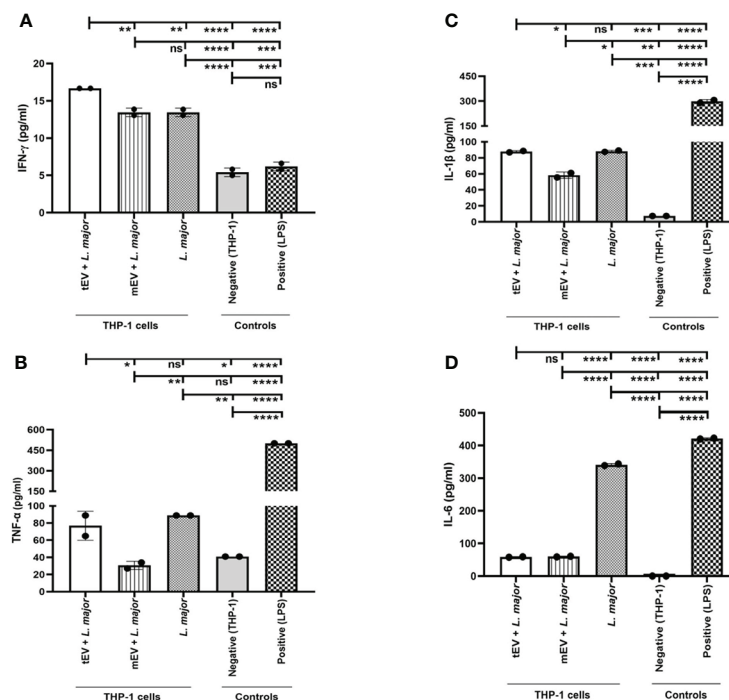 A
** ** **** ****
ns **** ***
**** ***
ns
20
15
10
5
0
IFN-γ (pg/ml)
tEV + L. major
mEV + L. major
L. major
Negative (THP-1)
Positive (LPS)
THP-1 cells
Controls
B
* ns * ****
** ns ****
** ****
****
500
450
300
150
100
80
60
40
20
0
TNF-α (pg/ml)
tEV + L. major
mEV + L. major
L. major
Negative (THP-1)
Positive (LPS)
THP-1 cells
Controls
C
* ns *** ****
* ** ****
*** ****
****
450
300
150
100
80
60
40
20
0
IL-1β (pg/ml)
tEV + L. major
mEV + L. major
L. major
Negative (THP-1)
Positive (LPS)
THP-1 cells
Controls
D
ns **** **** ****
**** **** ****
**** ****
****
500
400
300
200
100
0
IL-6 (pg/ml)
tEV + L. major
mEV + L. major
L. major
Negative (THP-1)
Positive (LPS)
THP-1 cells
Controls